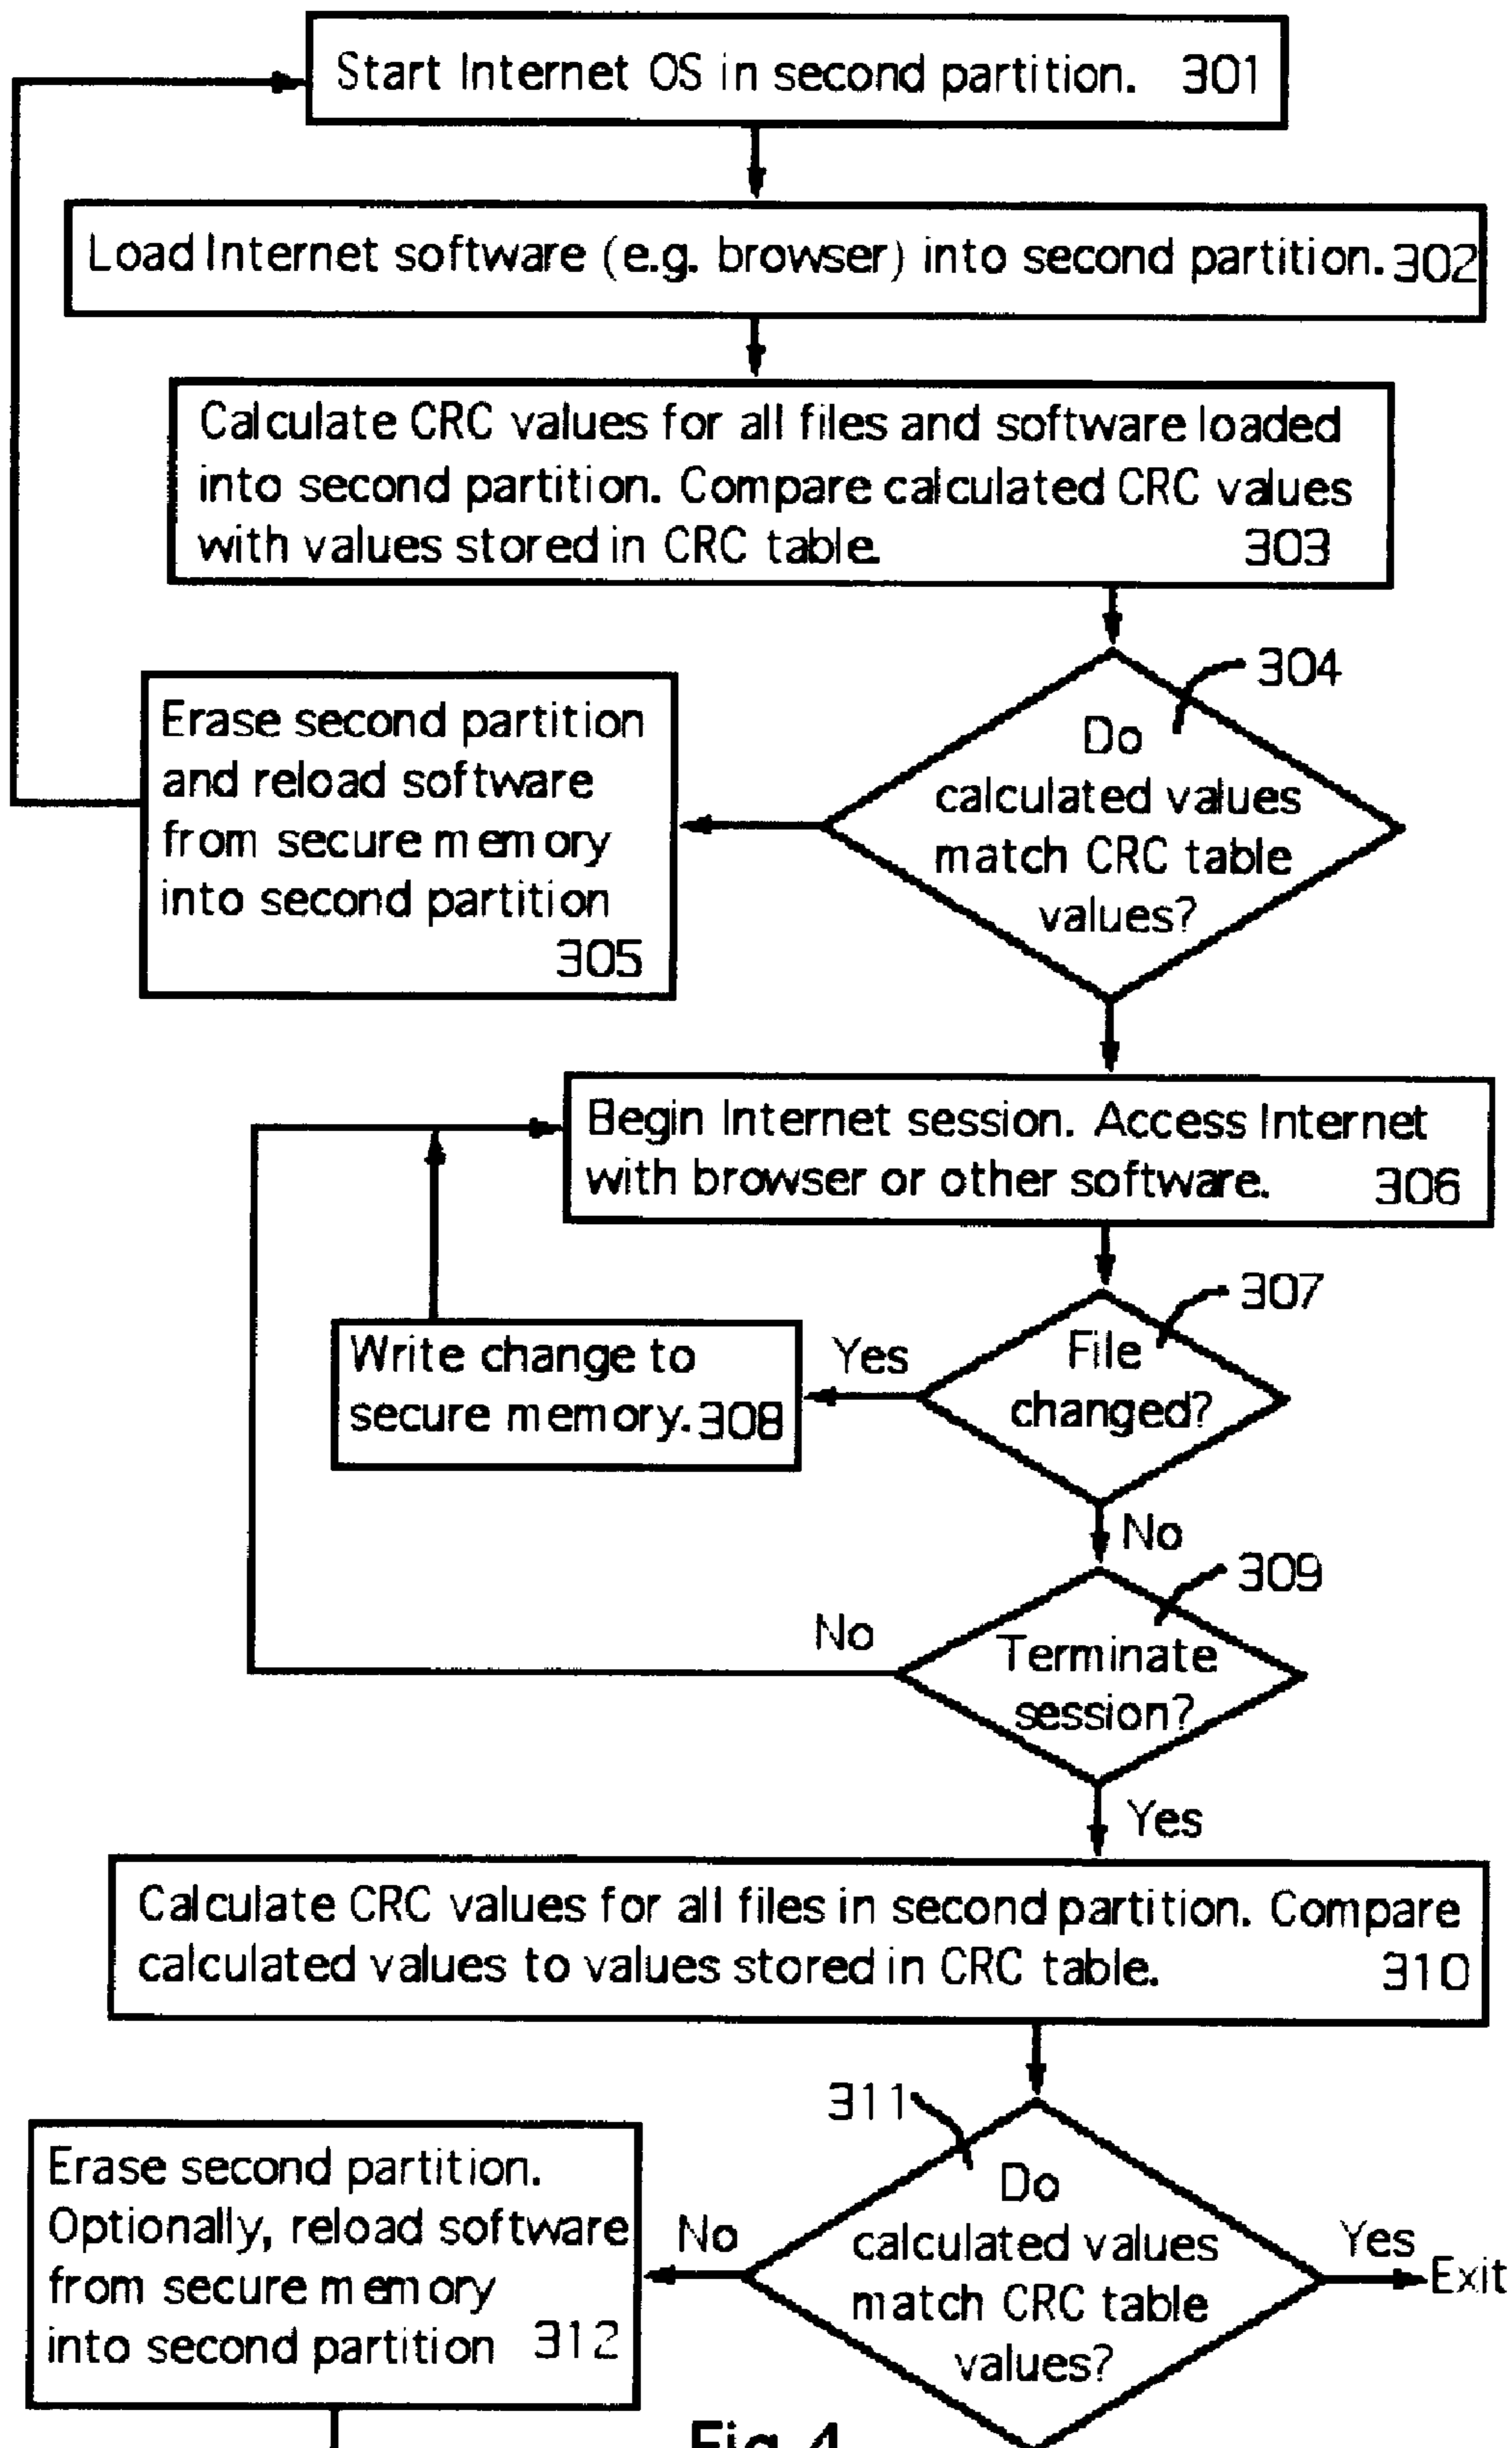 Start Internet OS in second partition. 301
Load Internet software (e.g. browser) into second partition. 302
Calculate CRC values for all files and software loaded
into second partition. Compare calculated CRC values
with values stored in CRC table. 303
304
Do
calculated values
match CRC table
values?
Erase second partition
and reload software
from secure memory
into second partition
305
Begin Internet session. Access Internet
with browser or other software. 306
307
File
changed?
Yes
Write change to
secure memory. 308
No
309
Terminate
session?
No
Yes
Calculate CRC values for all files in second partition. Compare
calculated values to values stored in CRC table. 310
311
Do
calculated values
match CRC table
values?
Yes
Exit
No
Erase second partition.
Optionally, reload software
from secure memory
into second partition 312
Fig 4